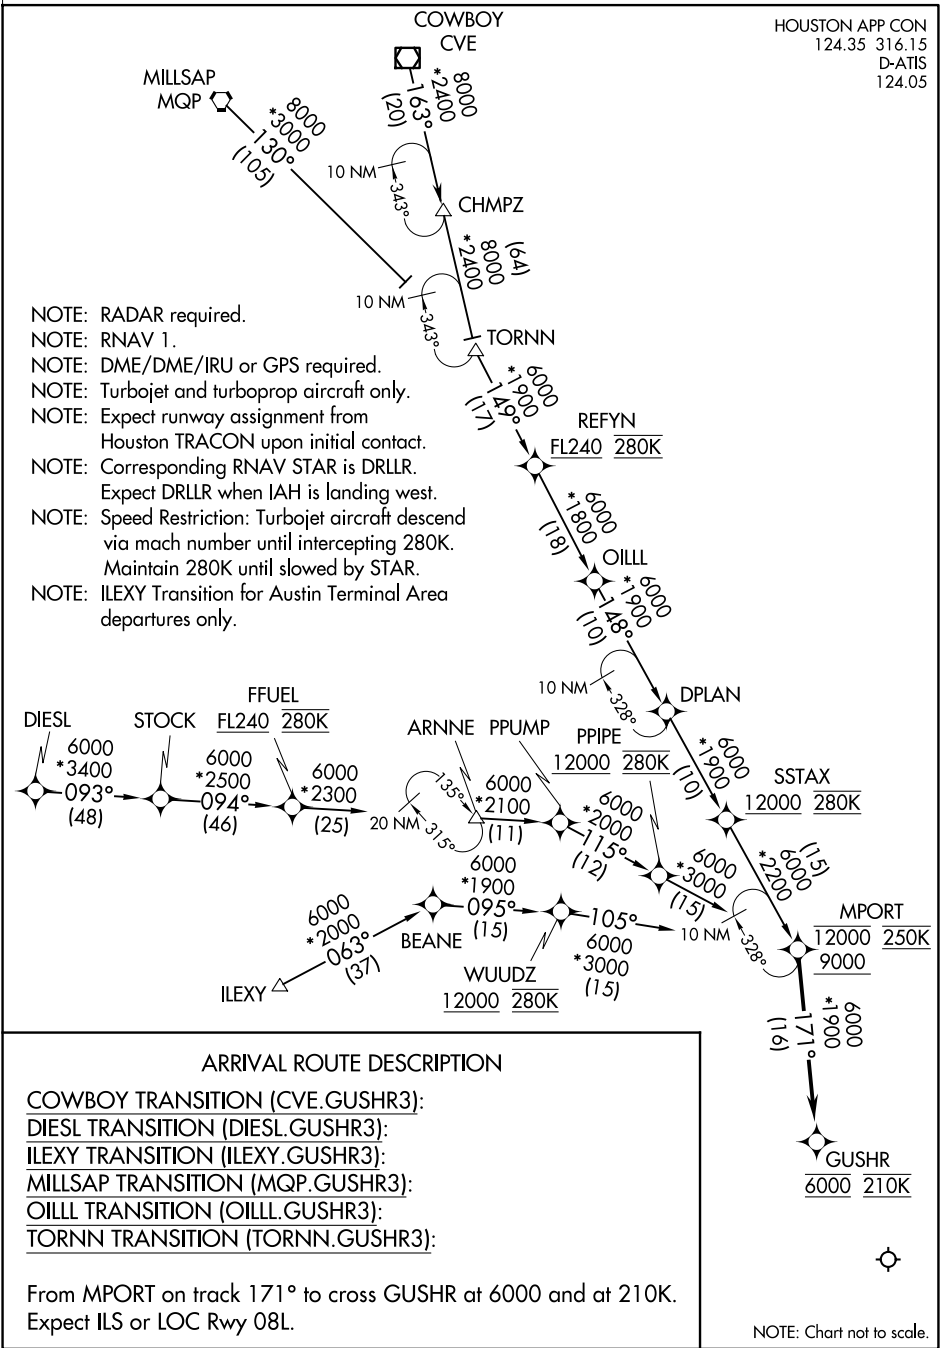 COWBOY
CVE
HOUSTON APP CON
124.35 316.15
D-ATIS
124.05
MILLSAP
MQP
8000
*3000
130°
(105)
8000
*2400
163°
(20)
10 NM
343°
CHMPZ
(64)
8000
*2400
10 NM
343°
TORNN
NOTE: RADAR required.
NOTE: RNAV 1.
NOTE: DME/DME/IRU or GPS required.
NOTE: Turbojet and turboprop aircraft only.
NOTE: Expect runway assignment from
Houston TRACON upon initial contact.
NOTE: Corresponding RNAV STAR is DRLLR.
Expect DRLLR when IAH is landing west.
NOTE: Speed Restriction: Turbojet aircraft descend
via mach number until intercepting 280K.
Maintain 280K until slowed by STAR.
NOTE: ILEXY Transition for Austin Terminal Area
departures only.
6000
*1900
149°
(17)
REFYN
FL240 280K
6000
*1800
(18)
OILLL
6000
*1900
148°
(10)
10 NM
328°
DPLAN
6000
*1900
(10)
SSTAX
12000 280K
(15)
6000
*2200
MPORT
12000 250K
9000
10 NM
328°
DIESL
6000
*3400
093°
(48)
STOCK
6000
*2500
094°
(46)
FFUEL
FL240 280K
6000
*2300
(25)
20 NM
135°
315°
ARNNE
6000
*2100
(11)
PPUMP
6000
*2000
115°
(12)
PPIPE
12000 280K
6000
*3000
(15)
ILEXY
6000
*2000
063°
(37)
BEANE
6000
*1900
095°
(15)
WUUDZ
12000 280K
105°
6000
*3000
(15)
6000
*1900
171°
(16)
GUSHR
6000 210K
ARRIVAL ROUTE DESCRIPTION
COWBOY TRANSITION (CVE.GUSHR3):
DIESL TRANSITION (DIESL.GUSHR3):
ILEXY TRANSITION (ILEXY.GUSHR3):
MILLSAP TRANSITION (MQP.GUSHR3):
OILLL TRANSITION (OILLL.GUSHR3):
TORNN TRANSITION (TORNN.GUSHR3):
From MPORT on track 171° to cross GUSHR at 6000 and at 210K.
Expect ILS or LOC Rwy 08L.
NOTE: Chart not to scale.